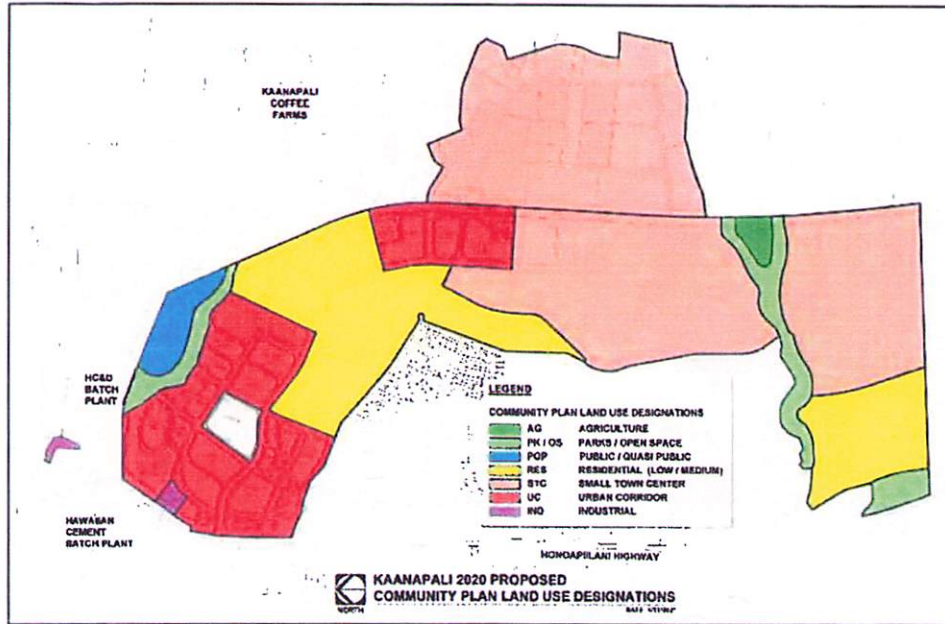 KAANAPALI
COFFEE
FARMS
HC&D
BATCH
PLANT
HAWAIIAN
CEMENT
BATCH PLANT
LEGEND
COMMUNITY PLAN LAND USE DESIGNATIONS
AG AGRICULTURE
PK / OS PARKS / OPEN SPACE
PQP PUBLIC / QUASI PUBLIC
RES RESIDENTIAL (LOW / MEDIUM)
STC SMALL TOWN CENTER
UC URBAN CORRIDOR
IND INDUSTRIAL
HONOAPIILANI HIGHWAY
NORTH
KAANAPALI 2020 PROPOSED
COMMUNITY PLAN LAND USE DESIGNATIONS